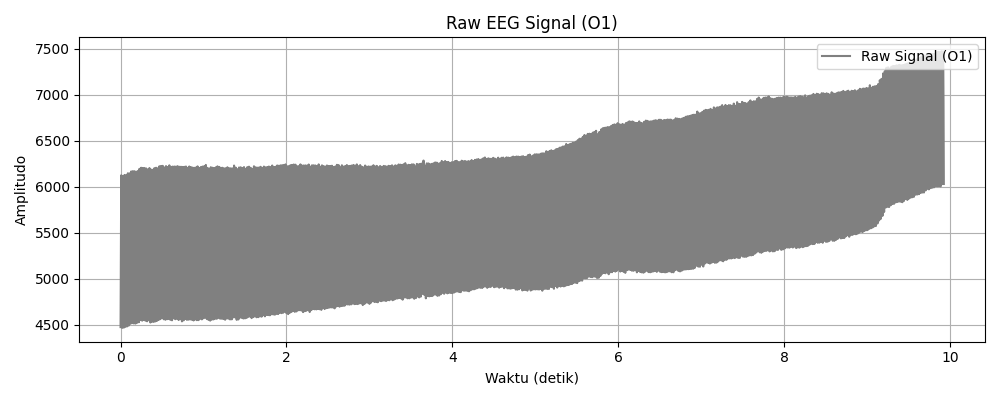 Raw EEG Signal (O1)
Raw Signal (O1)
7500
7000
6500
6000
5500
5000
4500
Amplitudo
0 2 4 6 8 10
Waktu (detik)